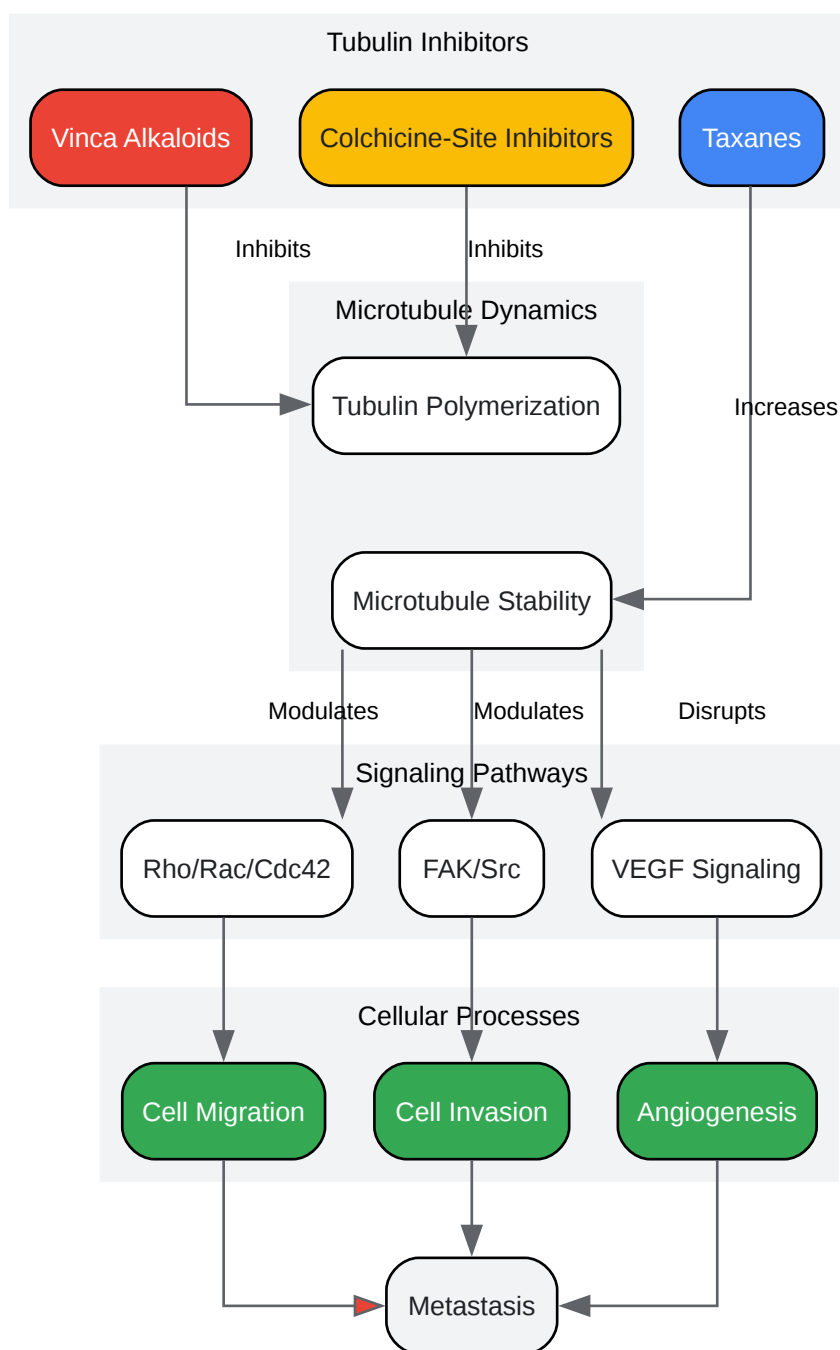 Tubulin Inhibitors
Vinca Alkaloids
Colchicine-Site Inhibitors
Taxanes
Inhibits
Inhibits
Microtubule Dynamics
Tubulin Polymerization
Increases
Microtubule Stability
Modulates
Modulates
Disrupts
Signaling Pathways
Rho/Rac/Cdc42
FAK/Src
VEGF Signaling
Cellular Processes
Cell Migration
Cell Invasion
Angiogenesis
Metastasis